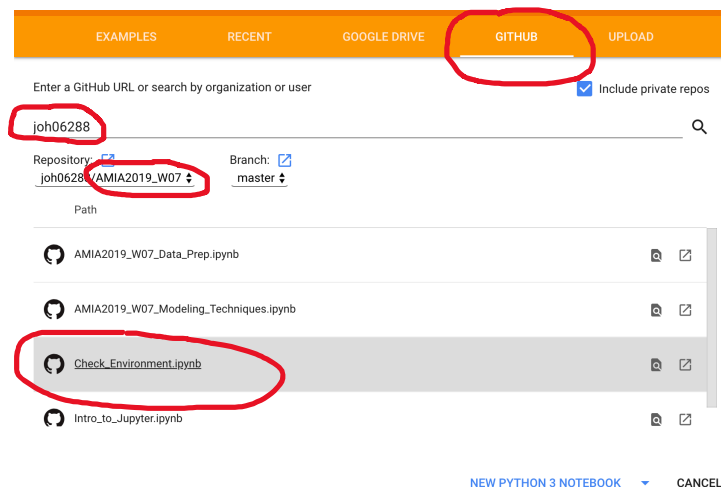 EXAMPLES RECENT GOOGLE DRIVE GITHUB UPLOAD
Enter a GitHub URL or search by organization or user
Include private repos
joh06288
Repository: Branch:
joh06288/AMIA2019_W07 master
Path
AMIA2019_W07_Data_Prep.ipynb
AMIA2019_W07_Modeling_Techniques.ipynb
Check_Environment.ipynb
Intro_to_Jupyter.ipynb
NEW PYTHON 3 NOTEBOOK CANCEL